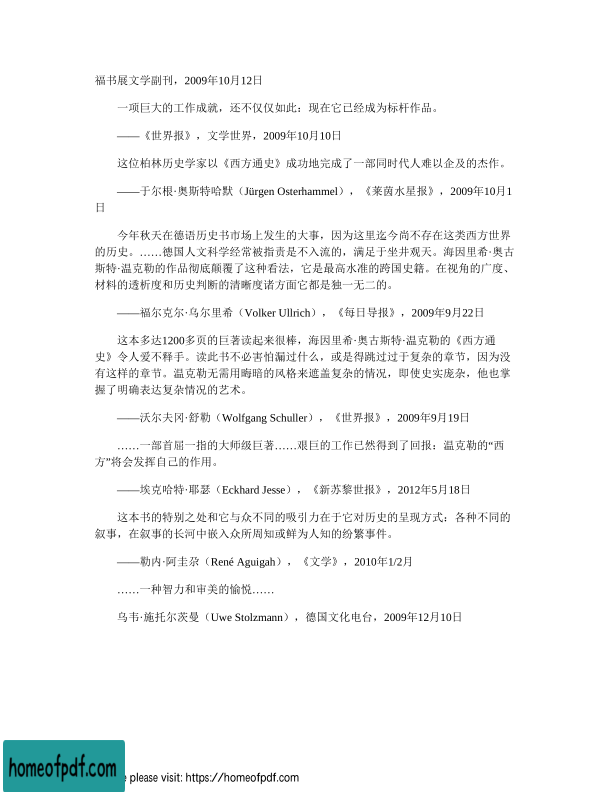 福书展文学副刊，2009年10月12日
一项巨大的工作成就，还不仅仅如此：现在它已经成为标杆作品。
——《世界报》，文学世界，2009年10月10日
这位柏林历史学家以《西方通史》成功地完成了一部同时代人难以企及的杰作。
——于尔根·奥斯特哈默（Jürgen Osterhammel），《莱茵水星报》，2009年10月1
日
今年秋天在德语历史书市场上发生的大事，因为这里迄今尚不存在这类西方世界
的历史。……德国人文科学经常被指责是不入流的，满足于坐井观天。海因里希·奥古
斯特·温克勒的作品彻底颠覆了这种看法，它是最高水准的跨国史籍。在视角的广度、
材料的透析度和历史判断的清晰度诸方面它都是独一无二的。
——福尔克尔·乌尔里希（Volker Ullrich），《每日导报》，2009年9月22日
这本多达1200多页的巨著读起来很棒，海因里希·奥古斯特·温克勒的《西方通
史》令人爱不释手。读此书不必害怕漏过什么，或是得跳过过于复杂的章节，因为没
有这样的章节。温克勒无需用晦暗的风格来遮盖复杂的情况，即使史实庞杂，他也掌
握了明确表达复杂情况的艺术。
——沃尔夫冈·舒勒（Wolfgang Schuller），《世界报》，2009年9月19日
……一部首屈一指的大师级巨著……艰巨的工作已然得到了回报：温克勒的“西
方”将会发挥自己的作用。
——埃克哈特·耶瑟（Eckhard Jesse），《新苏黎世报》，2012年5月18日
这本书的特别之处和它与众不同的吸引力在于它对历史的呈现方式：各种不同的
叙事，在叙事的长河中嵌入众所周知或鲜为人知的纷繁事件。
——勒内·阿圭尕（René Aguigah），《文学》，2010年1/2月
……一种智力和审美的愉悦……
乌韦·施托尔茨曼（Uwe Stolzmann），德国文化电台，2009年12月10日
homeofpdf.com
e please visit: https://homeofpdf.com